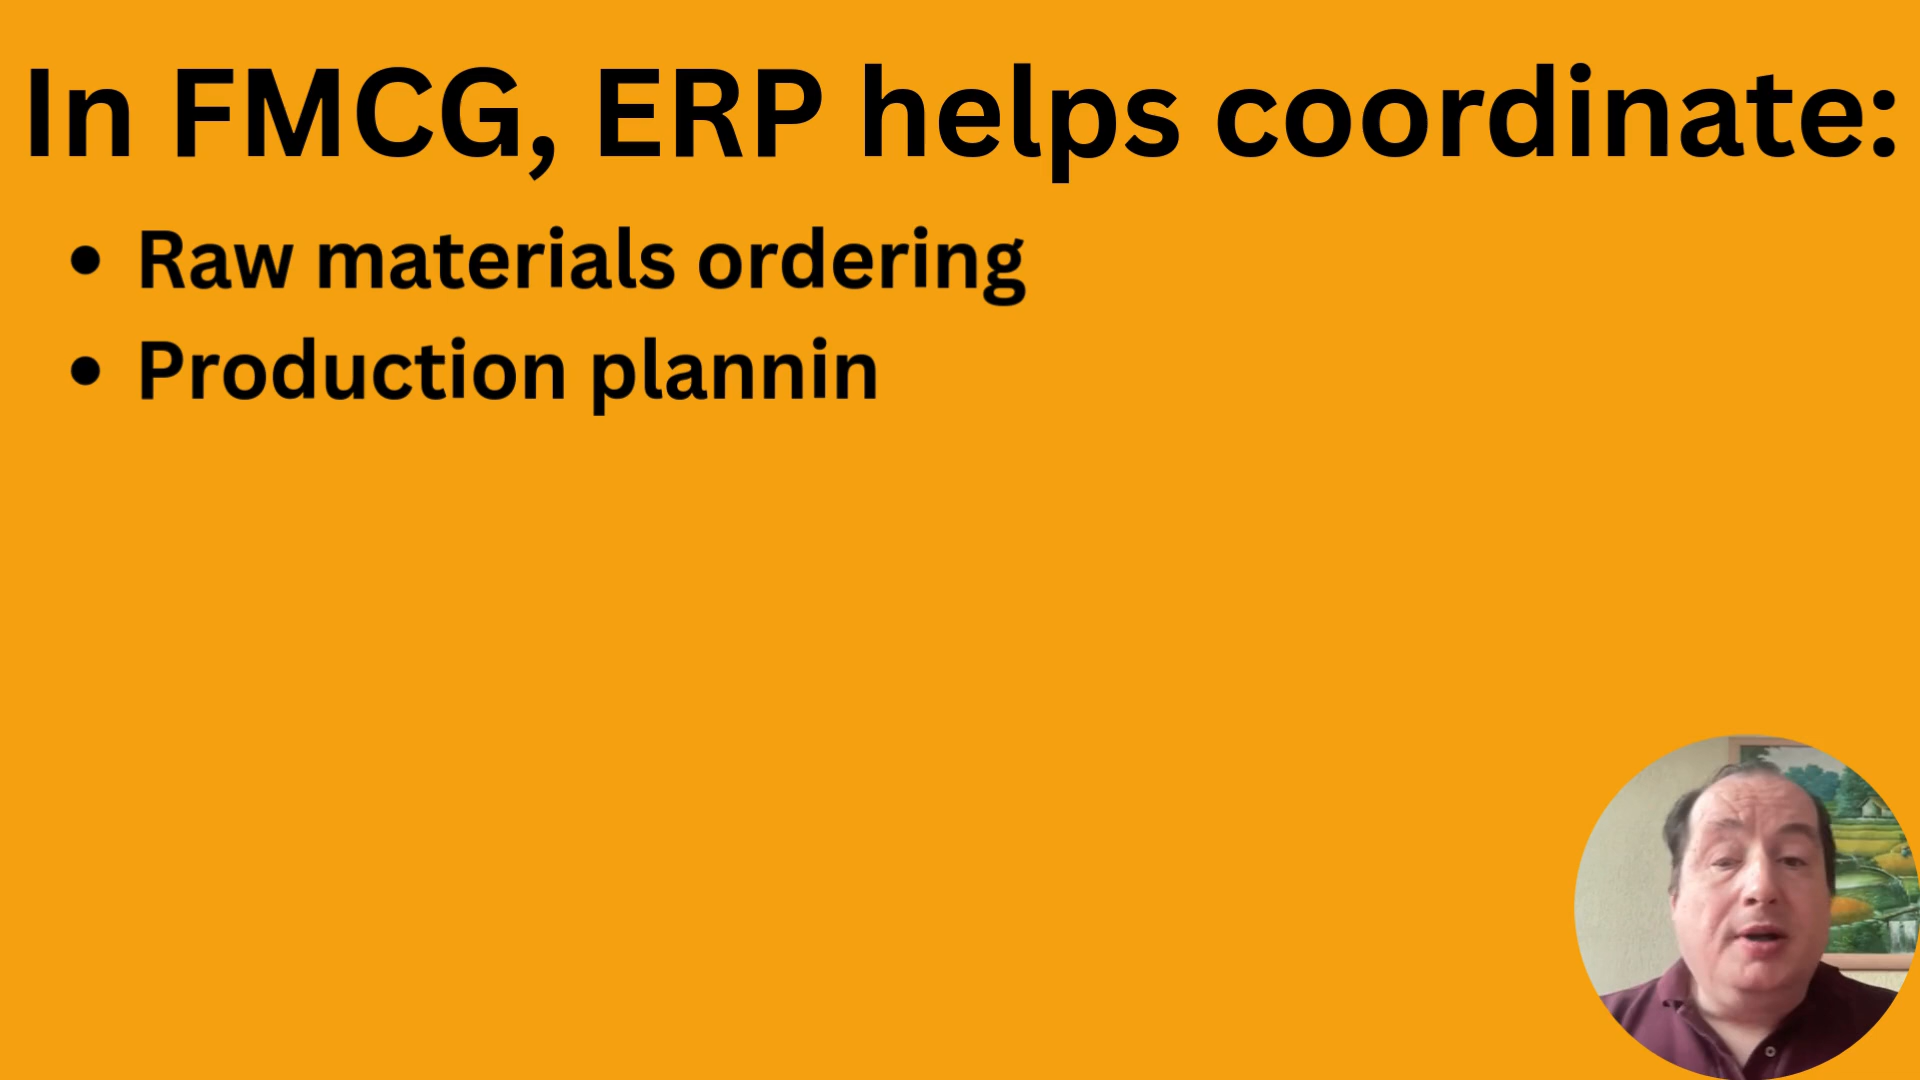 In FMCG, ERP helps coordinate:
• Raw materials ordering
• Production plannin